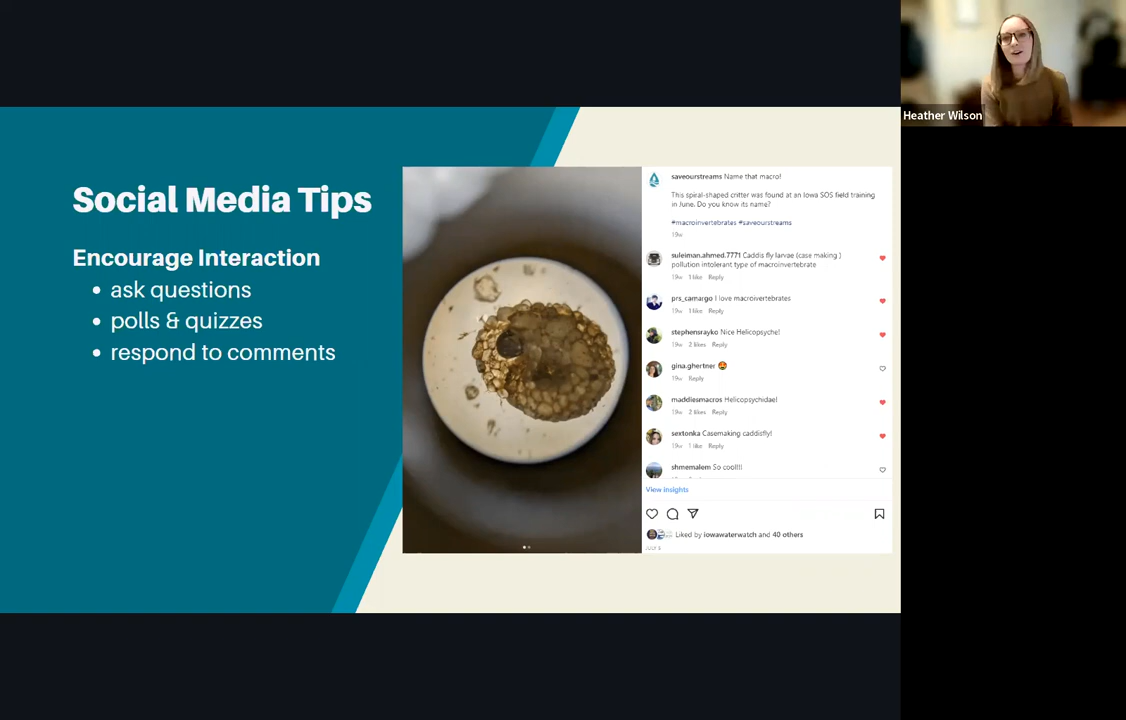 Social Media Tips
Encourage Interaction
• ask questions
• polls & quizzes
• respond to comments
saveourstreams Name that macro!
This spiral-shaped critter was found at an Iowa SOS field training
in June. Do you know its name?
#macroinvertebrates #saveourstreams
19w
suleiman.ahmed.7771 Caddis fly larvae (case making )
pollution intolerant type of macroinvertebrate
19w 1 like Reply
prs_camargo I love macroivertebrates
19w 1 like Reply
stephensrayko Nice Helicopsyche!
19w 2 likes Reply
gina.ghertner 🤩
19w Reply
maddiesmacros Helicopsychidae!
19w 2 likes Reply
sextonka Casemaking caddisfly!
19w 1 like Reply
shmemalem So cool!!!
View insights
Liked by iowawaterwatch and 40 others
Heather Wilson